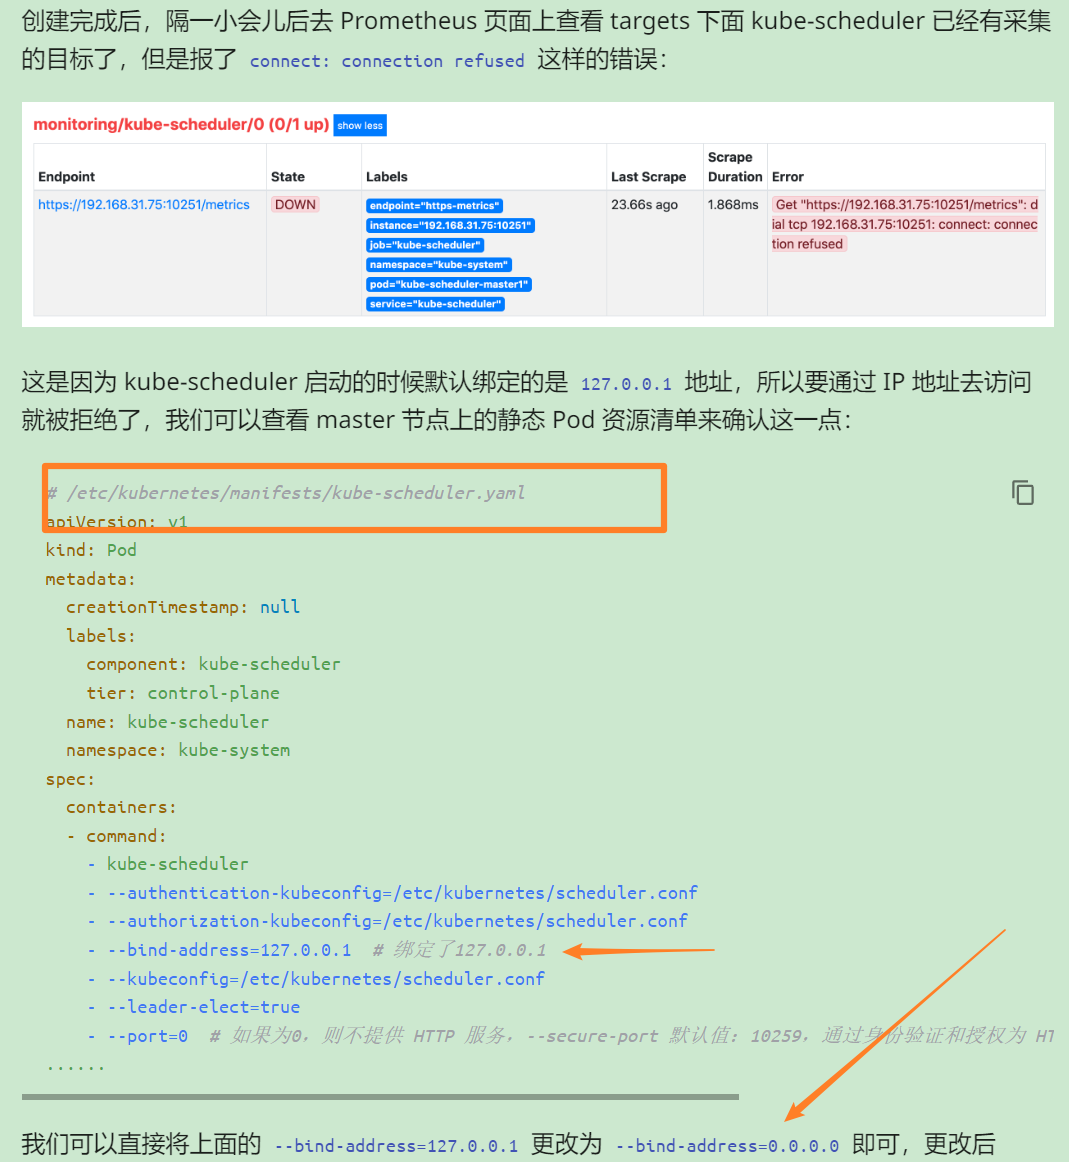 创建完成后，隔一小会儿后去 Prometheus 页面上查看 targets 下面 kube-scheduler 已经有采集
的目标了，但是报了 connect: connection refused 这样的错误：
monitoring/kube-scheduler/0 (0/1 up) show less
Endpoint State Labels Last Scrape Scrape Duration Error
https://192.168.31.75:10251/metrics DOWN endpoint="https-metrics" 23.66s ago 1.868ms Get "https://192.168.31.75:10251/metrics": d
instance="192.168.31.75:10251" ial tcp 192.168.31.75:10251: connect: connec
job="kube-scheduler" tion refused
namespace="kube-system"
pod="kube-scheduler-master1"
service="kube-scheduler"
这是因为 kube-scheduler 启动的时候默认绑定的是 127.0.0.1 地址，所以要通过 IP 地址去访问
就被拒绝了，我们可以查看 master 节点上的静态 Pod 资源清单来确认这一点：
# /etc/kubernetes/manifests/kube-scheduler.yaml
apiVersion: v1
kind: Pod
metadata:
  creationTimestamp: null
  labels:
    component: kube-scheduler
    tier: control-plane
  name: kube-scheduler
  namespace: kube-system
spec:
  containers:
  - command:
    - kube-scheduler
    - --authentication-kubeconfig=/etc/kubernetes/scheduler.conf
    - --authorization-kubeconfig=/etc/kubernetes/scheduler.conf
    - --bind-address=127.0.0.1  # 绑定了127.0.0.1
    - --kubeconfig=/etc/kubernetes/scheduler.conf
    - --leader-elect=true
    - --port=0  # 如果为0，则不提供 HTTP 服务，--secure-port 默认值：10259，通过身份验证和授权为 HT
......
我们可以直接将上面的 --bind-address=127.0.0.1 更改为 --bind-address=0.0.0.0 即可，更改后